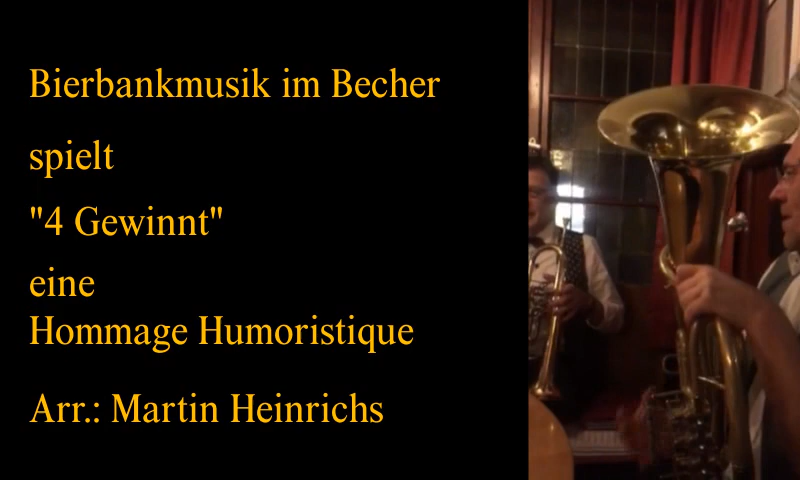 Bierbankmusik im Becher
spielt
"4 Gewinnt"
eine
Hommage Humoristique
Arr.: Martin Heinrichs